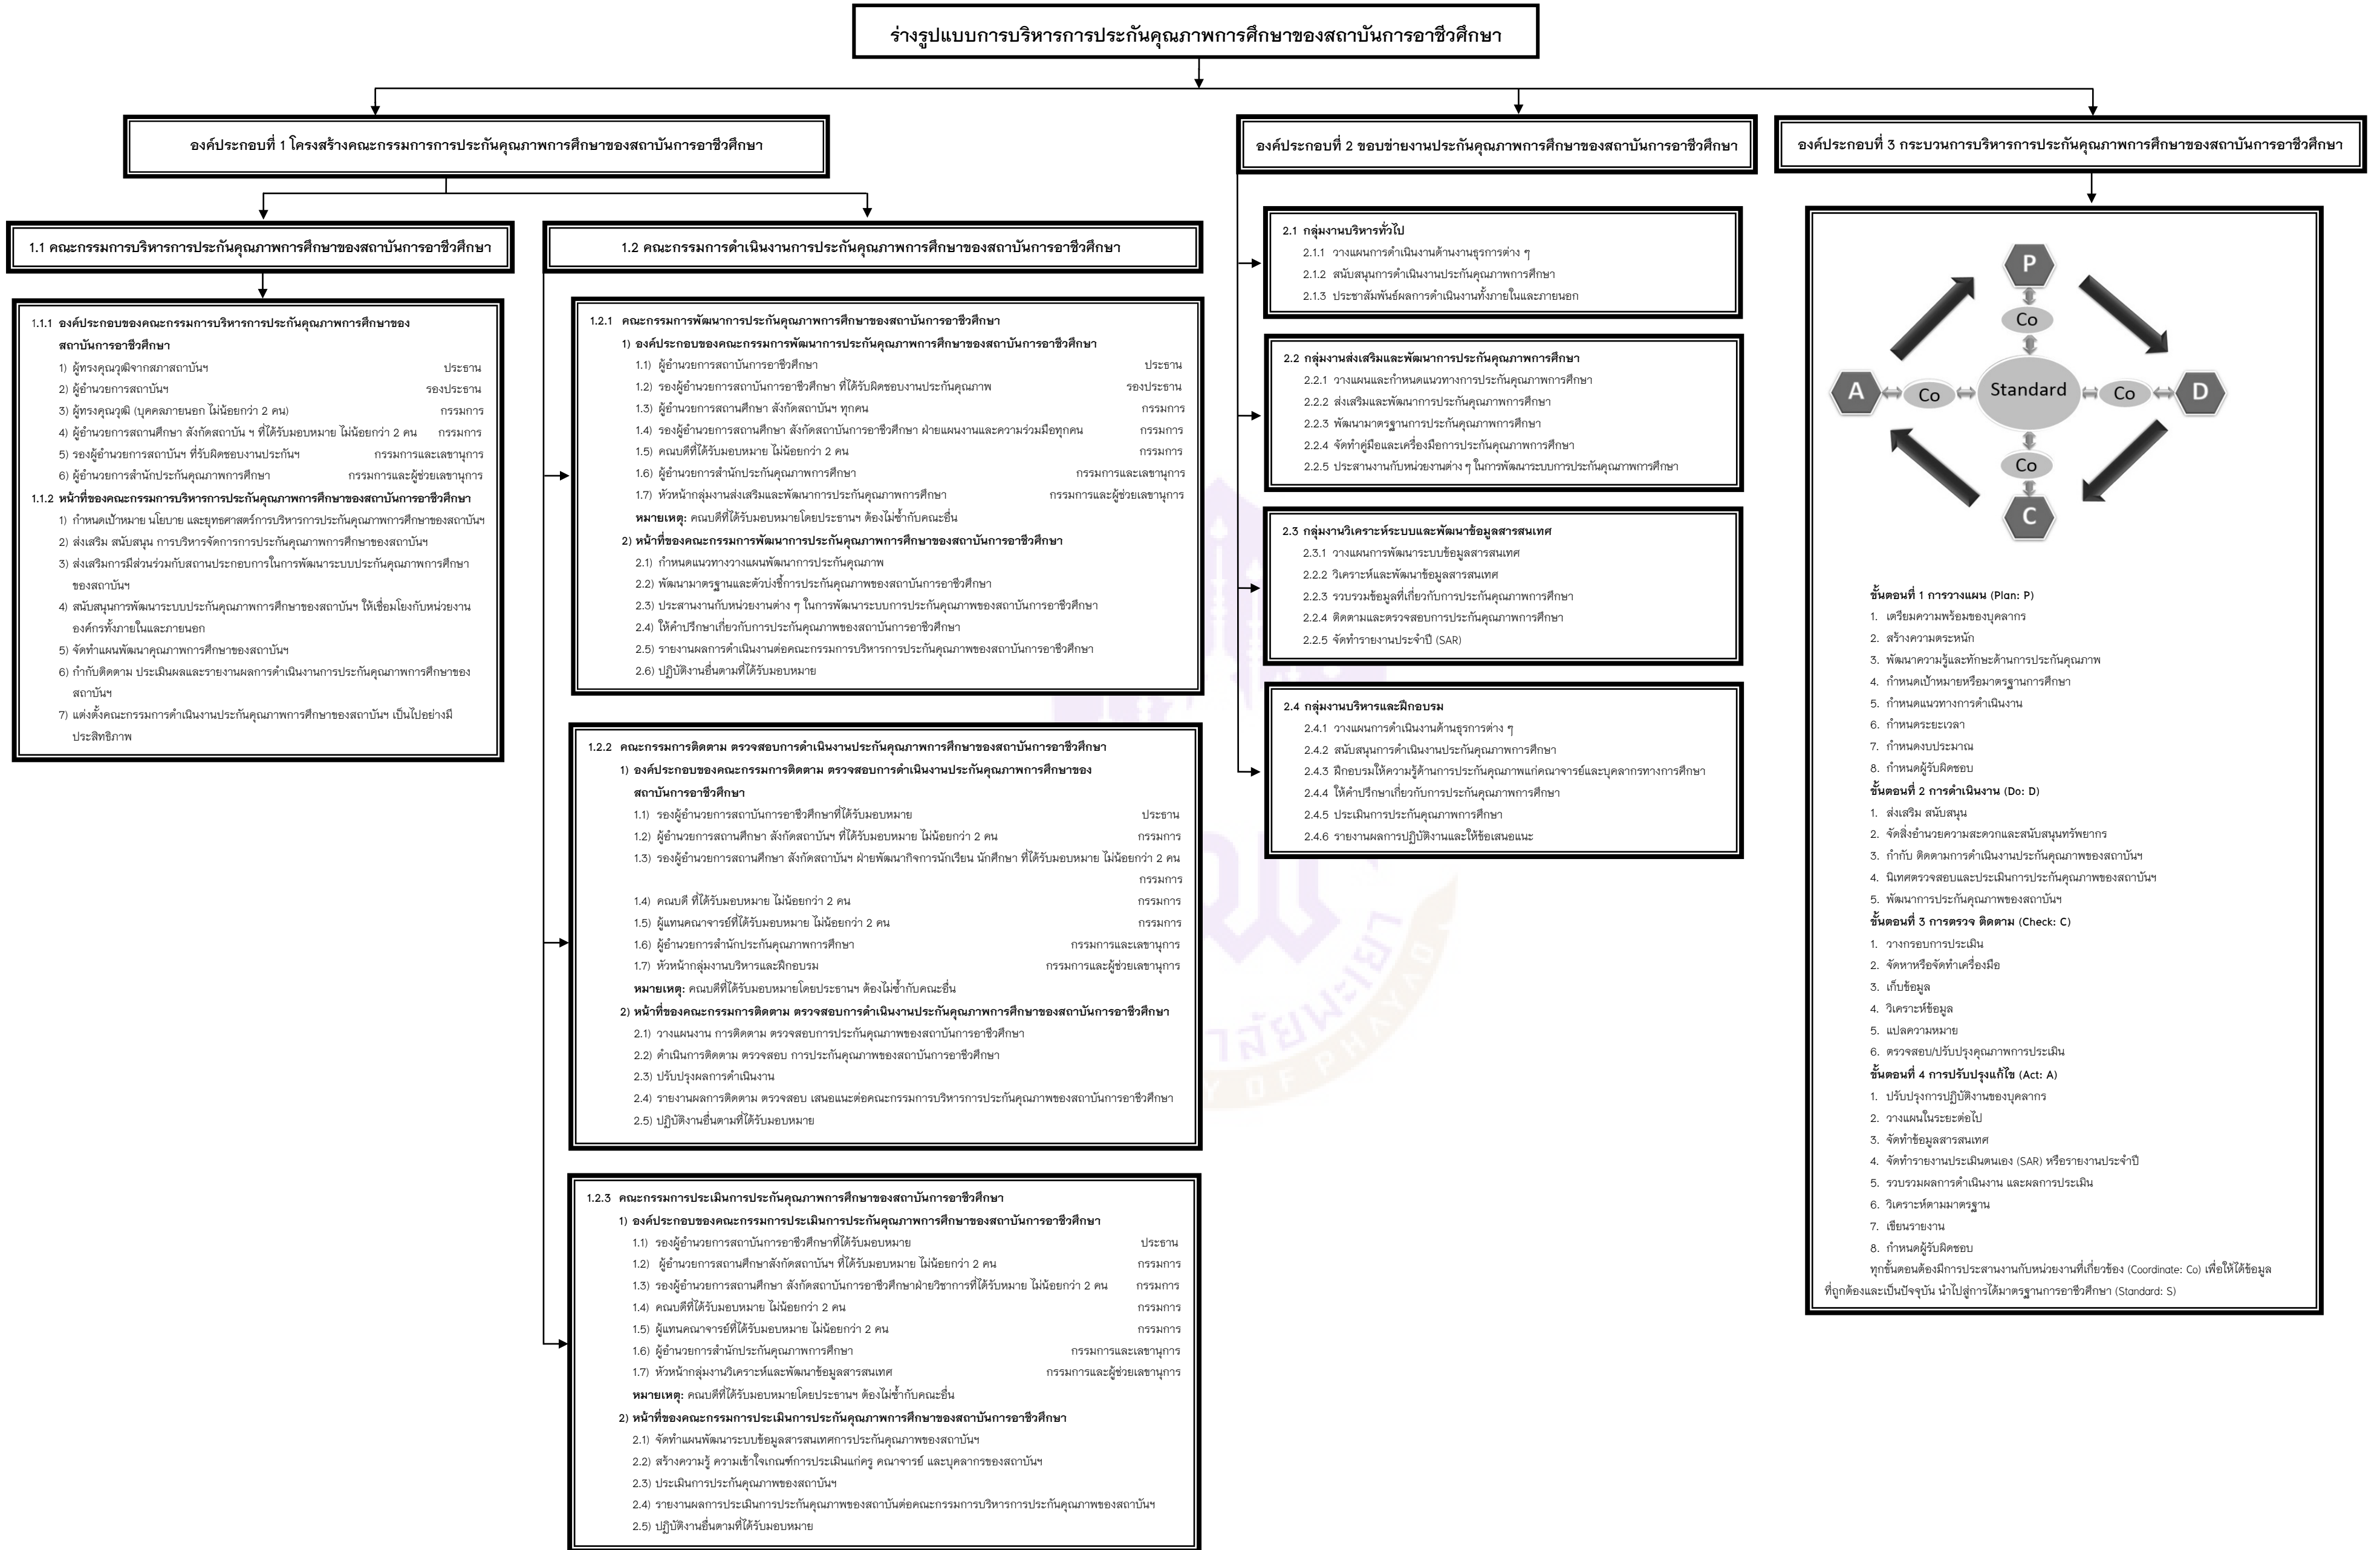 ร่างรูปแบบการบริหารการประกันคุณภาพการศึกษาของสถาบันการอาชีวศึกษา
องค์ประกอบที่ 1 โครงสร้างคณะกรรมการการประกันคุณภาพการศึกษาของสถาบันการอาชีวศึกษา
1.1 คณะกรรมการบริหารการประกันคุณภาพการศึกษาของสถาบันการอาชีวศึกษา
1.1.1 องค์ประกอบของคณะกรรมการบริหารการประกันคุณภาพการศึกษาของ
สถาบันการอาชีวศึกษา
1) ผู้ทรงคุณวุฒิจากสภาสถาบันฯ ประธาน
2) ผู้อำนวยการสถาบันฯ รองประธาน
3) ผู้ทรงคุณวุฒิ (บุคคลภายนอก ไม่น้อยกว่า 2 คน) กรรมการ
4) ผู้อำนวยการสถานศึกษา สังกัดสถาบัน ฯ ที่ได้รับมอบหมาย ไม่น้อยกว่า 2 คน กรรมการ
5) รองผู้อำนวยการสถาบันฯ ที่รับผิดชอบงานประกันฯ กรรมการและเลขานุการ
6) ผู้อำนวยการสำนักประกันคุณภาพการศึกษา กรรมการและผู้ช่วยเลขานุการ
1.1.2 หน้าที่ของคณะกรรมการบริหารการประกันคุณภาพการศึกษาของสถาบันการอาชีวศึกษา
1) กำหนดเป้าหมาย นโยบาย และยุทธศาสตร์การบริหารการประกันคุณภาพการศึกษาของสถาบันฯ
2) ส่งเสริม สนับสนุน การบริหารจัดการการประกันคุณภาพการศึกษาของสถาบันฯ
3) ส่งเสริมการมีส่วนร่วมกับสถานประกอบการในการพัฒนาระบบประกันคุณภาพการศึกษา
ของสถาบันฯ
4) สนับสนุนการพัฒนาระบบประกันคุณภาพการศึกษาของสถาบันฯ ให้เชื่อมโยงกับหน่วยงาน
องค์กรทั้งภายในและภายนอก
5) จัดทำแผนพัฒนาคุณภาพการศึกษาของสถาบันฯ
6) กำกับติดตาม ประเมินผลและรายงานผลการดำเนินงานการประกันคุณภาพการศึกษาของ
สถาบันฯ
7) แต่งตั้งคณะกรรมการดำเนินงานประกันคุณภาพการศึกษาของสถาบันฯ เป็นไปอย่างมี
ประสิทธิภาพ
1.2 คณะกรรมการดำเนินงานการประกันคุณภาพการศึกษาของสถาบันการอาชีวศึกษา
1.2.1 คณะกรรมการพัฒนาการประกันคุณภาพการศึกษาของสถาบันการอาชีวศึกษา
1) องค์ประกอบของคณะกรรมการพัฒนาการประกันคุณภาพการศึกษาของสถาบันการอาชีวศึกษา
1.1) ผู้อำนวยการสถาบันการอาชีวศึกษา ประธาน
1.2) รองผู้อำนวยการสถาบันการอาชีวศึกษา ที่ได้รับผิดชอบงานประกันคุณภาพ รองประธาน
1.3) ผู้อำนวยการสถานศึกษา สังกัดสถาบันฯ ทุกคน กรรมการ
1.4) รองผู้อำนวยการสถานศึกษา สังกัดสถาบันการอาชีวศึกษา ฝ่ายแผนงานและความร่วมมือทุกคน กรรมการ
1.5) คณบดีที่ได้รับมอบหมาย ไม่น้อยกว่า 2 คน กรรมการ
1.6) ผู้อำนวยการสำนักประกันคุณภาพการศึกษา กรรมการและเลขานุการ
1.7) หัวหน้ากลุ่มงานส่งเสริมและพัฒนาการประกันคุณภาพการศึกษา กรรมการและผู้ช่วยเลขานุการ
หมายเหตุ: คณบดีที่ได้รับมอบหมายโดยประธานฯ ต้องไม่ซ้ำกับคณะอื่น
2) หน้าที่ของคณะกรรมการพัฒนาการประกันคุณภาพการศึกษาของสถาบันการอาชีวศึกษา
2.1) กำหนดแนวทางวางแผนพัฒนาการประกันคุณภาพ
2.2) พัฒนามาตรฐานและตัวบ่งชี้การประกันคุณภาพของสถาบันการอาชีวศึกษา
2.3) ประสานงานกับหน่วยงานต่าง ๆ ในการพัฒนาระบบการประกันคุณภาพของสถาบันการอาชีวศึกษา
2.4) ให้คำปรึกษาเกี่ยวกับการประกันคุณภาพของสถาบันการอาชีวศึกษา
2.5) รายงานผลการดำเนินงานต่อคณะกรรมการบริหารการประกันคุณภาพของสถาบันการอาชีวศึกษา
2.6) ปฏิบัติงานอื่นตามที่ได้รับมอบหมาย
1.2.2 คณะกรรมการติดตาม ตรวจสอบการดำเนินงานประกันคุณภาพการศึกษาของสถาบันการอาชีวศึกษา
1) องค์ประกอบของคณะกรรมการติดตาม ตรวจสอบการดำเนินงานประกันคุณภาพการศึกษาของ
สถาบันการอาชีวศึกษา
1.1) รองผู้อำนวยการสถาบันการอาชีวศึกษาที่ได้รับมอบหมาย ประธาน
1.2) ผู้อำนวยการสถานศึกษา สังกัดสถาบันฯ ที่ได้รับมอบหมาย ไม่น้อยกว่า 2 คน กรรมการ
1.3) รองผู้อำนวยการสถานศึกษา สังกัดสถาบันฯ ฝ่ายพัฒนากิจการนักเรียน นักศึกษา ที่ได้รับมอบหมาย ไม่น้อยกว่า 2 คน
กรรมการ
1.4) คณบดี ที่ได้รับมอบหมาย ไม่น้อยกว่า 2 คน กรรมการ
1.5) ผู้แทนคณาจารย์ที่ได้รับมอบหมาย ไม่น้อยกว่า 2 คน กรรมการ
1.6) ผู้อำนวยการสำนักประกันคุณภาพการศึกษา กรรมการและเลขานุการ
1.7) หัวหน้ากลุ่มงานบริหารและฝึกอบรม กรรมการและผู้ช่วยเลขานุการ
หมายเหตุ: คณบดีที่ได้รับมอบหมายโดยประธานฯ ต้องไม่ซ้ำกับคณะอื่น
2) หน้าที่ของคณะกรรมการติดตาม ตรวจสอบการดำเนินงานประกันคุณภาพการศึกษาของสถาบันการอาชีวศึกษา
2.1) วางแผนงาน การติดตาม ตรวจสอบการประกันคุณภาพของสถาบันการอาชีวศึกษา
2.2) ดำเนินการติดตาม ตรวจสอบ การประกันคุณภาพของสถาบันการอาชีวศึกษา
2.3) ปรับปรุงผลการดำเนินงาน
2.4) รายงานผลการติดตาม ตรวจสอบ เสนอแนะต่อคณะกรรมการบริหารการประกันคุณภาพของสถาบันการอาชีวศึกษา
2.5) ปฏิบัติงานอื่นตามที่ได้รับมอบหมาย
1.2.3 คณะกรรมการประเมินการประกันคุณภาพการศึกษาของสถาบันการอาชีวศึกษา
1) องค์ประกอบของคณะกรรมการประเมินการประกันคุณภาพการศึกษาของสถาบันการอาชีวศึกษา
1.1) รองผู้อำนวยการสถาบันการอาชีวศึกษาที่ได้รับมอบหมาย ประธาน
1.2) ผู้อำนวยการสถานศึกษาสังกัดสถาบันฯ ที่ได้รับมอบหมาย ไม่น้อยกว่า 2 คน กรรมการ
1.3) รองผู้อำนวยการสถานศึกษา สังกัดสถาบันการอาชีวศึกษาฝ่ายวิชาการที่ได้รับหมาย ไม่น้อยกว่า 2 คน กรรมการ
1.4) คณบดีที่ได้รับมอบหมาย ไม่น้อยกว่า 2 คน กรรมการ
1.5) ผู้แทนคณาจารย์ที่ได้รับมอบหมาย ไม่น้อยกว่า 2 คน กรรมการ
1.6) ผู้อำนวยการสำนักประกันคุณภาพการศึกษา กรรมการและเลขานุการ
1.7) หัวหน้ากลุ่มงานวิเคราะห์และพัฒนาข้อมูลสารสนเทศ กรรมการและผู้ช่วยเลขานุการ
หมายเหตุ: คณบดีที่ได้รับมอบหมายโดยประธานฯ ต้องไม่ซ้ำกับคณะอื่น
2) หน้าที่ของคณะกรรมการประเมินการประกันคุณภาพการศึกษาของสถาบันการอาชีวศึกษา
2.1) จัดทำแผนพัฒนาระบบข้อมูลสารสนเทศการประกันคุณภาพของสถาบันฯ
2.2) สร้างความรู้ ความเข้าใจเกณฑ์การประเมินแก่ครู คณาจารย์ และบุคลากรของสถาบันฯ
2.3) ประเมินการประกันคุณภาพของสถาบันฯ
2.4) รายงานผลการประเมินการประกันคุณภาพของสถาบันต่อคณะกรรมการบริหารการประกันคุณภาพของสถาบันฯ
2.5) ปฏิบัติงานอื่นตามที่ได้รับมอบหมาย
องค์ประกอบที่ 2 ขอบข่ายงานประกันคุณภาพการศึกษาของสถาบันการอาชีวศึกษา
2.1 กลุ่มงานบริหารทั่วไป
2.1.1 วางแผนการดำเนินงานด้านงานธุรการต่าง ๆ
2.1.2 สนับสนุนการดำเนินงานประกันคุณภาพการศึกษา
2.1.3 ประชาสัมพันธ์ผลการดำเนินงานทั้งภายในและภายนอก
2.2 กลุ่มงานส่งเสริมและพัฒนาการประกันคุณภาพการศึกษา
2.2.1 วางแผนและกำหนดแนวทางการประกันคุณภาพการศึกษา
2.2.2 ส่งเสริมและพัฒนาการประกันคุณภาพการศึกษา
2.2.3 พัฒนามาตรฐานการประกันคุณภาพการศึกษา
2.2.4 จัดทำคู่มือและเครื่องมือการประกันคุณภาพการศึกษา
2.2.5 ประสานงานกับหน่วยงานต่าง ๆ ในการพัฒนาระบบการประกันคุณภาพการศึกษา
2.3 กลุ่มงานวิเคราะห์ระบบและพัฒนาข้อมูลสารสนเทศ
2.3.1 วางแผนการพัฒนาระบบข้อมูลสารสนเทศ
2.2.2 วิเคราะห์และพัฒนาข้อมูลสารสนเทศ
2.2.3 รวบรวมข้อมูลที่เกี่ยวกับการประกันคุณภาพการศึกษา
2.2.4 ติดตามและตรวจสอบการประกันคุณภาพการศึกษา
2.2.5 จัดทำรายงานประจำปี (SAR)
2.4 กลุ่มงานบริหารและฝึกอบรม
2.4.1 วางแผนการดำเนินงานด้านธุรการต่าง ๆ
2.4.2 สนับสนุนการดำเนินงานประกันคุณภาพการศึกษา
2.4.3 ฝึกอบรมให้ความรู้ด้านการประกันคุณภาพแก่คณาจารย์และบุคลากรทางการศึกษา
2.4.4 ให้คำปรึกษาเกี่ยวกับการประกันคุณภาพการศึกษา
2.4.5 ประเมินการประกันคุณภาพการศึกษา
2.4.6 รายงานผลการปฏิบัติงานและให้ข้อเสนอแนะ
องค์ประกอบที่ 3 กระบวนการบริหารการประกันคุณภาพการศึกษาของสถาบันการอาชีวศึกษา
P
Co
A Co Standard Co D
Co
C
ขั้นตอนที่ 1 การวางแผน (Plan: P)
1. เตรียมความพร้อมของบุคลากร
2. สร้างความตระหนัก
3. พัฒนาความรู้และทักษะด้านการประกันคุณภาพ
4. กำหนดเป้าหมายหรือมาตรฐานการศึกษา
5. กำหนดแนวทางการดำเนินงาน
6. กำหนดระยะเวลา
7. กำหนดงบประมาณ
8. กำหนดผู้รับผิดชอบ
ขั้นตอนที่ 2 การดำเนินงาน (Do: D)
1. ส่งเสริม สนับสนุน
2. จัดสิ่งอำนวยความสะดวกและสนับสนุนทรัพยากร
3. กำกับ ติดตามการดำเนินงานประกันคุณภาพของสถาบันฯ
4. นิเทศตรวจสอบและประเมินการประกันคุณภาพของสถาบันฯ
5. พัฒนาการประกันคุณภาพของสถาบันฯ
ขั้นตอนที่ 3 การตรวจ ติดตาม (Check: C)
1. วางกรอบการประเมิน
2. จัดหาหรือจัดทำเครื่องมือ
3. เก็บข้อมูล
4. วิเคราะห์ข้อมูล
5. แปลความหมาย
6. ตรวจสอบ/ปรับปรุงคุณภาพการประเมิน
ขั้นตอนที่ 4 การปรับปรุงแก้ไข (Act: A)
1. ปรับปรุงการปฏิบัติงานของบุคลากร
2. วางแผนในระยะต่อไป
3. จัดทำข้อมูลสารสนเทศ
4. จัดทำรายงานประเมินตนเอง (SAR) หรือรายงานประจำปี
5. รวบรวมผลการดำเนินงาน และผลการประเมิน
6. วิเคราะห์ตามมาตรฐาน
7. เขียนรายงาน
8. กำหนดผู้รับผิดชอบ
ทุกขั้นตอนต้องมีการประสานงานกับหน่วยงานที่เกี่ยวข้อง (Coordinate: Co) เพื่อให้ได้ข้อมูล
ที่ถูกต้องและเป็นปัจจุบัน นำไปสู่การได้มาตรฐานการอาชีวศึกษา (Standard: S)